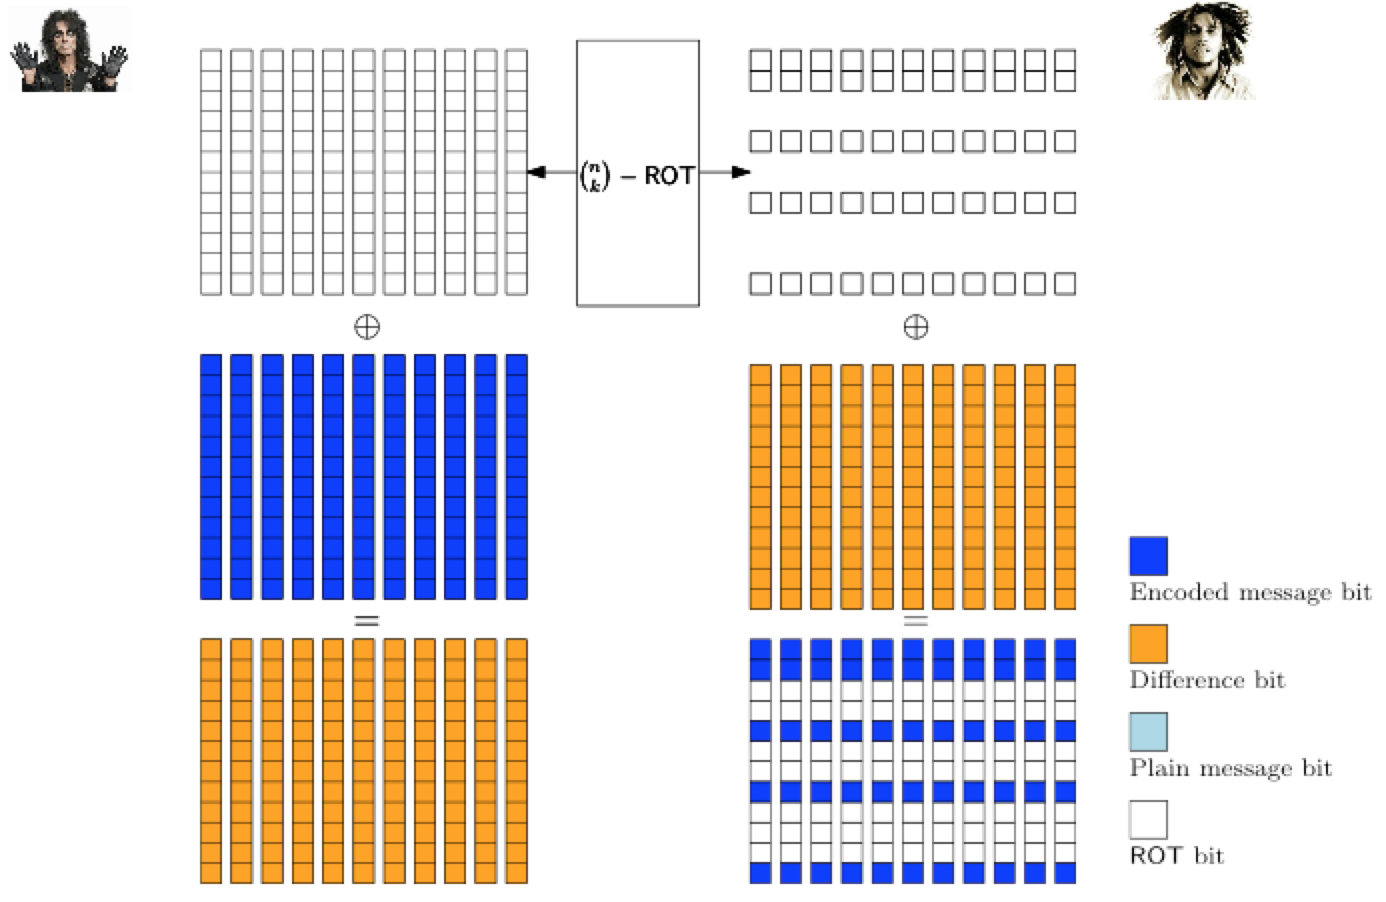 (n k) – ROT
⊕
⊕
=
=
Encoded message bit
Difference bit
Plain message bit
ROT bit